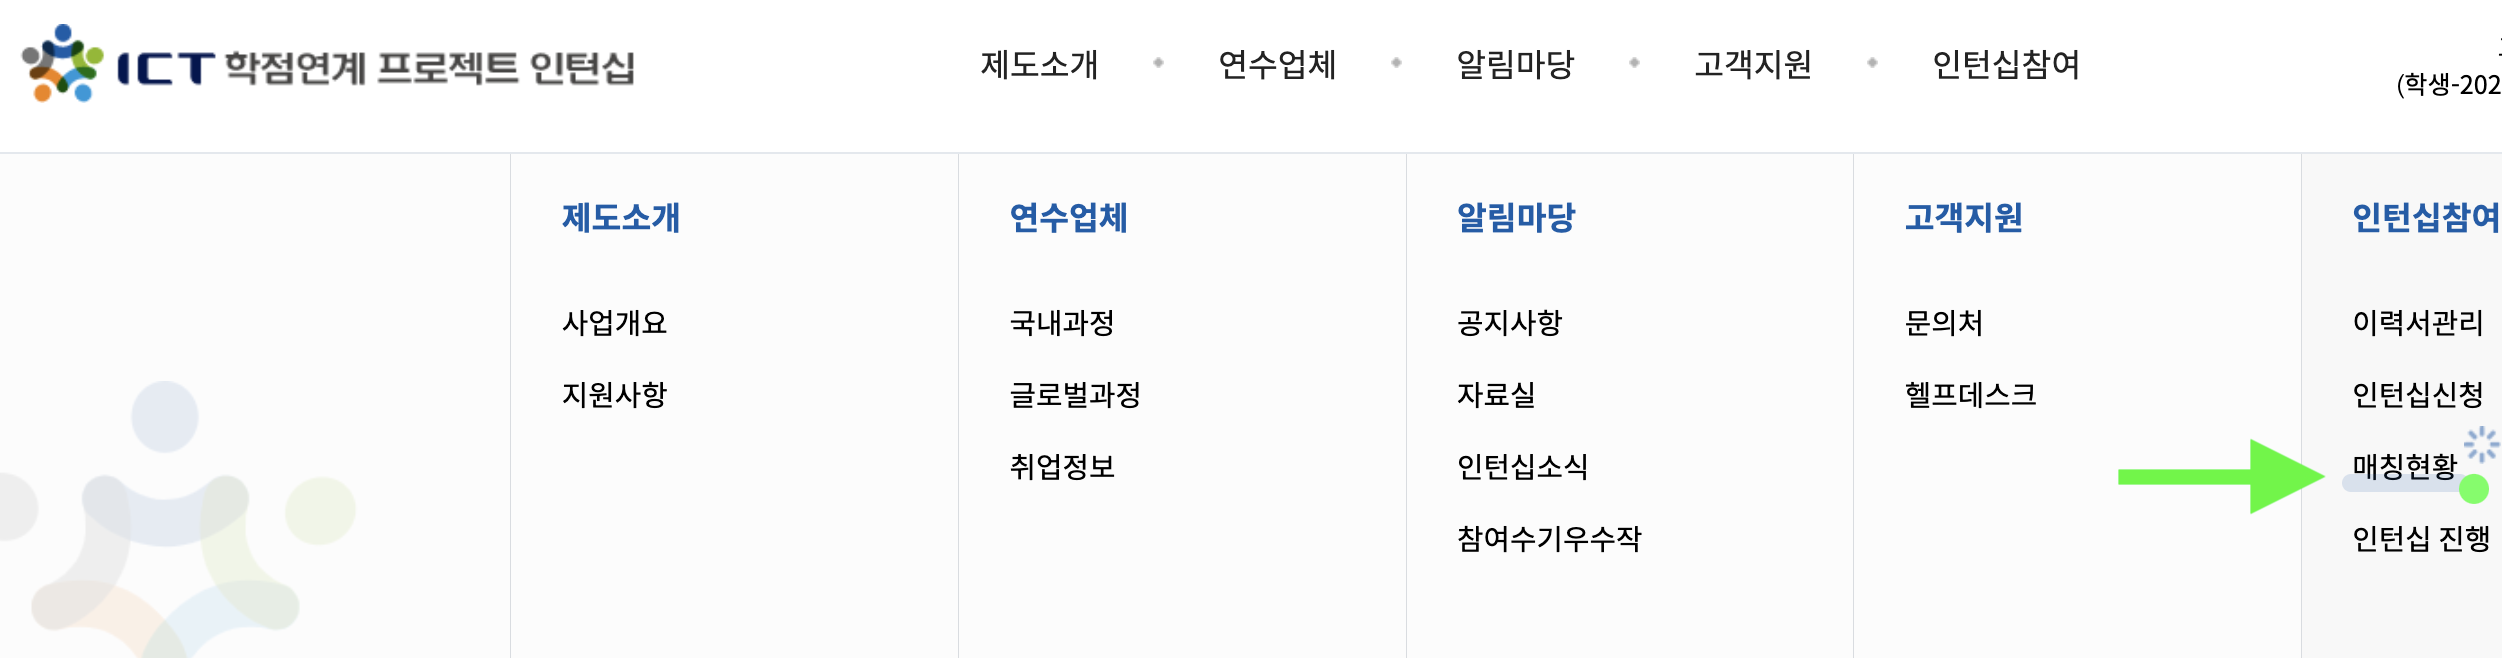 ICT 학점연계 프로젝트 인턴십
제도소개 연수업체 알림마당 고객지원 인턴십참여
(학생-202
제도소개
사업개요
지원사항
연수업체
국내과정
글로벌과정
취업정보
알림마당
공지사항
자료실
인턴십소식
참여수기우수작
고객지원
문의처
헬프데스크
인턴십참여
이력서관리
인턴십신청
매칭현황
인턴십 진행